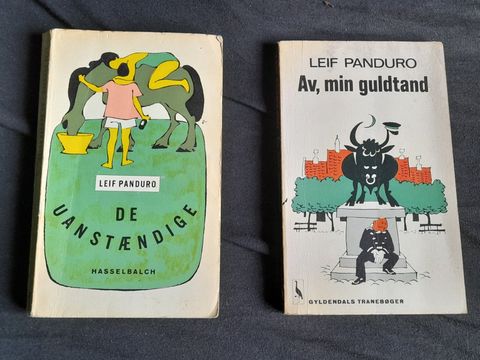 LEIF PANDURO
DE
UANSTÆNDIGE
HASSELBALCH
LEIF PANDURO
Av, min guldtand
GYLDENDALS TRANEBØGER